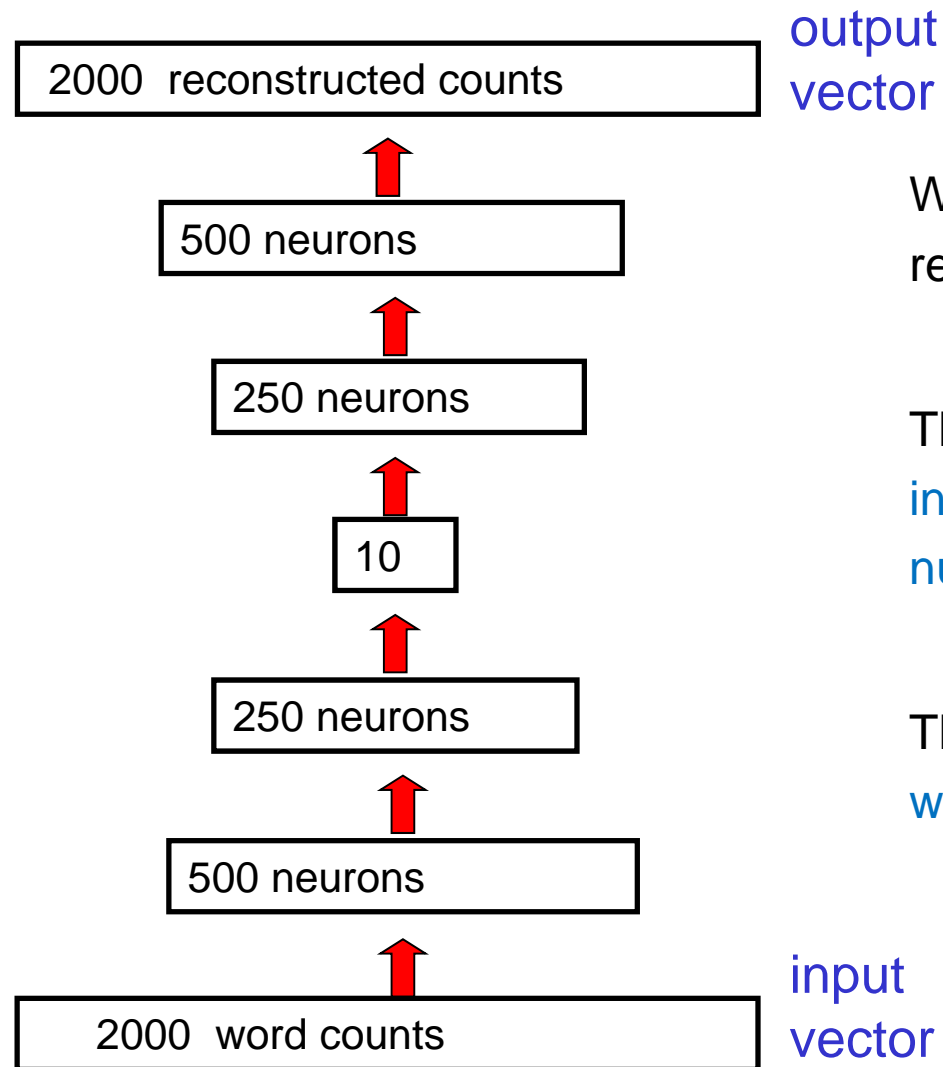 output
vector
2000 reconstructed counts
500 neurons
250 neurons
10
250 neurons
500 neurons
input
vector
2000 word counts